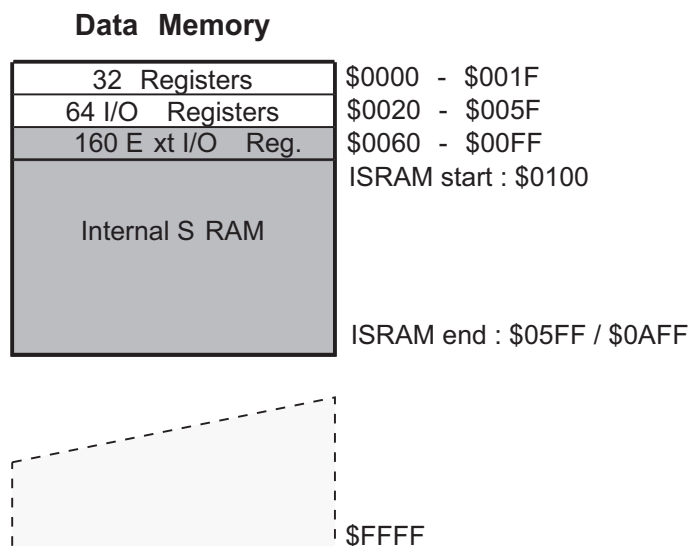 Data Memory
32 Registers $0000 - $001F
64 I/O Registers $0020 - $005F
160 E xt I/O Reg. $0060 - $00FF
ISRAM start : $0100
Internal S RAM
ISRAM end : $05FF / $0AFF
$FFFF